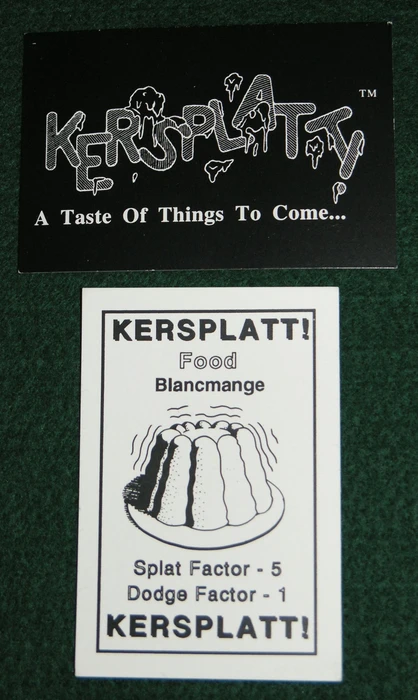 KERSPLATT! ™
A Taste Of Things To Come...
KERSPLATT!
Food
Blancmange
Splat Factor - 5
Dodge Factor - 1
KERSPLATT!